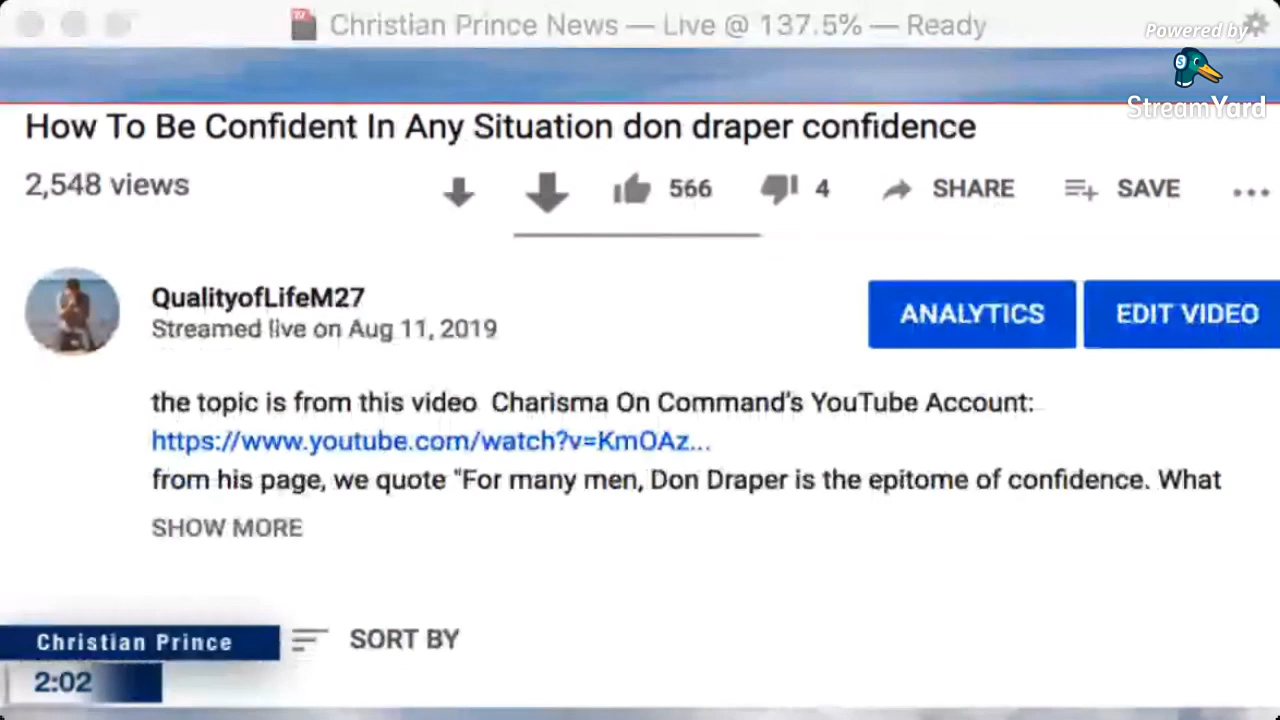 Christian Prince News — Live @ 137.5% — Ready
Powered by
StreamYard
How To Be Confident In Any Situation don draper confidence
2,548 views
566
4
SHARE
SAVE
QualityofLifeM27
Streamed live on Aug 11, 2019
ANALYTICS
EDIT VIDEO
the topic is from this video  Charisma On Command's YouTube Account:
https://www.youtube.com/watch?v=KmOAz...
from his page, we quote "For many men, Don Draper is the epitome of confidence. What
SHOW MORE
Christian Prince
SORT BY
2:02